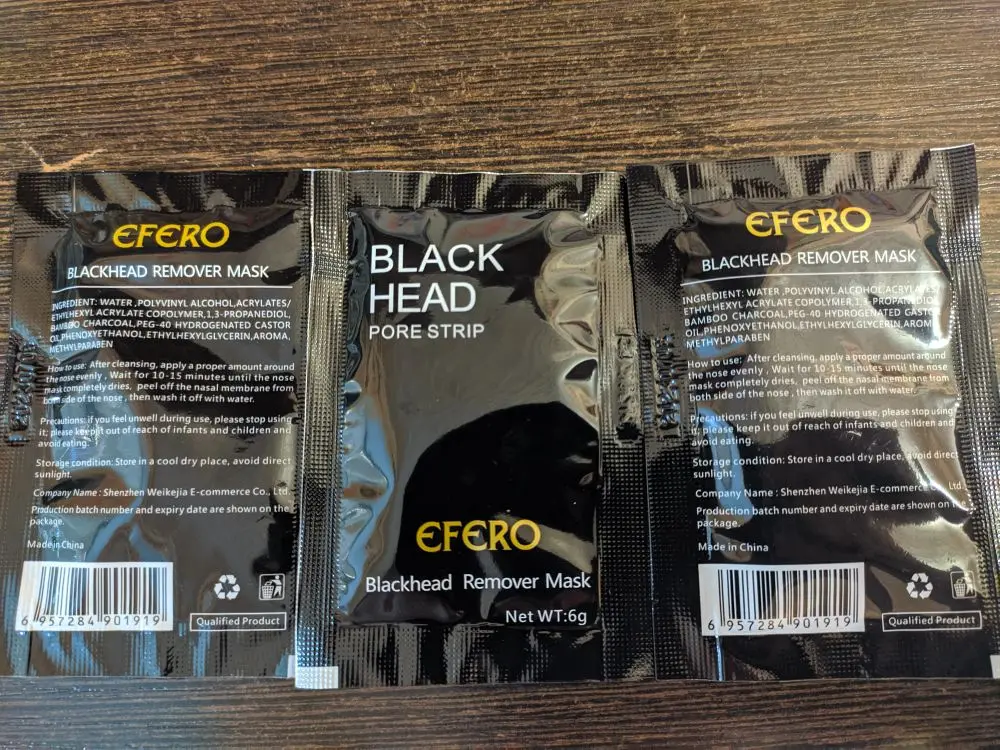 EFERO
BLACKHEAD REMOVER MASK
INGREDIENT: WATER ,POLYVINYL ALCOHOL,ACRYLATES/
ETHYLHEXYL ACRYLATE COPOLYMER,1,3-PROPANEDIOL,
BAMBOO CHARCOAL,PEG-40 HYDROGENATED CASTOR
OIL,PHENOXYETHANOL,ETHYLHEXYLGLYCERIN,AROMA,
METHYLPARABEN
How to use: After cleansing, apply a proper amount around
the nose evenly , Wait for 10-15 minutes until the nose
mask completely dries, peel off the nasal membrane from
both side of the nose , then wash it off with water.
Precautions: if you feel unwell during use, please stop using
it; please keep it out of reach of infants and children and
avoid eating.
Storage condition: Store in a cool dry place, avoid direct
sunlight.
Company Name : Shenzhen Weikejia E-commerce Co., Ltd.
Production batch number and expiry date are shown on the
package.
Made in China
6 957284 901919
Qualified Product
BLACK
HEAD
PORE STRIP
EFERO
Blackhead Remover Mask
Net WT:6g
EFERO
BLACKHEAD REMOVER MASK
INGREDIENT: WATER ,POLYVINYL ALCOHOL,ACRYLATES/
ETHYLHEXYL ACRYLATE COPOLYMER,1,3-PROPANEDIOL,
BAMBOO CHARCOAL,PEG-40 HYDROGENATED CASTOR
OIL,PHENOXYETHANOL,ETHYLHEXYLGLYCERIN,AROMA,
METHYLPARABEN
How to use: After cleansing, apply a proper amount around
the nose evenly , Wait for 10-15 minutes until the nose
mask completely dries, peel off the nasal membrane from
both side of the nose , then wash it off with water.
Precautions: if you feel unwell during use, please stop using
it; please keep it out of reach of infants and children and
avoid eating.
Storage condition: Store in a cool dry place, avoid direct
sunlight.
Company Name : Shenzhen Weikejia E-commerce Co., Ltd.
Production batch number and expiry date are shown on the
package.
Made in China
6 957284 901919
Qualified Product